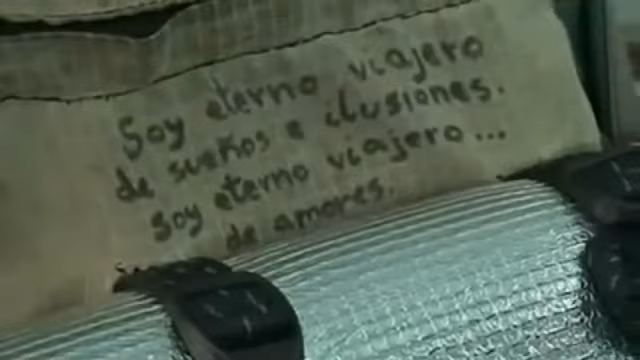 Soy eterno viajero
de sueños e ilusiones.
Soy eterno viajero...
de amores.